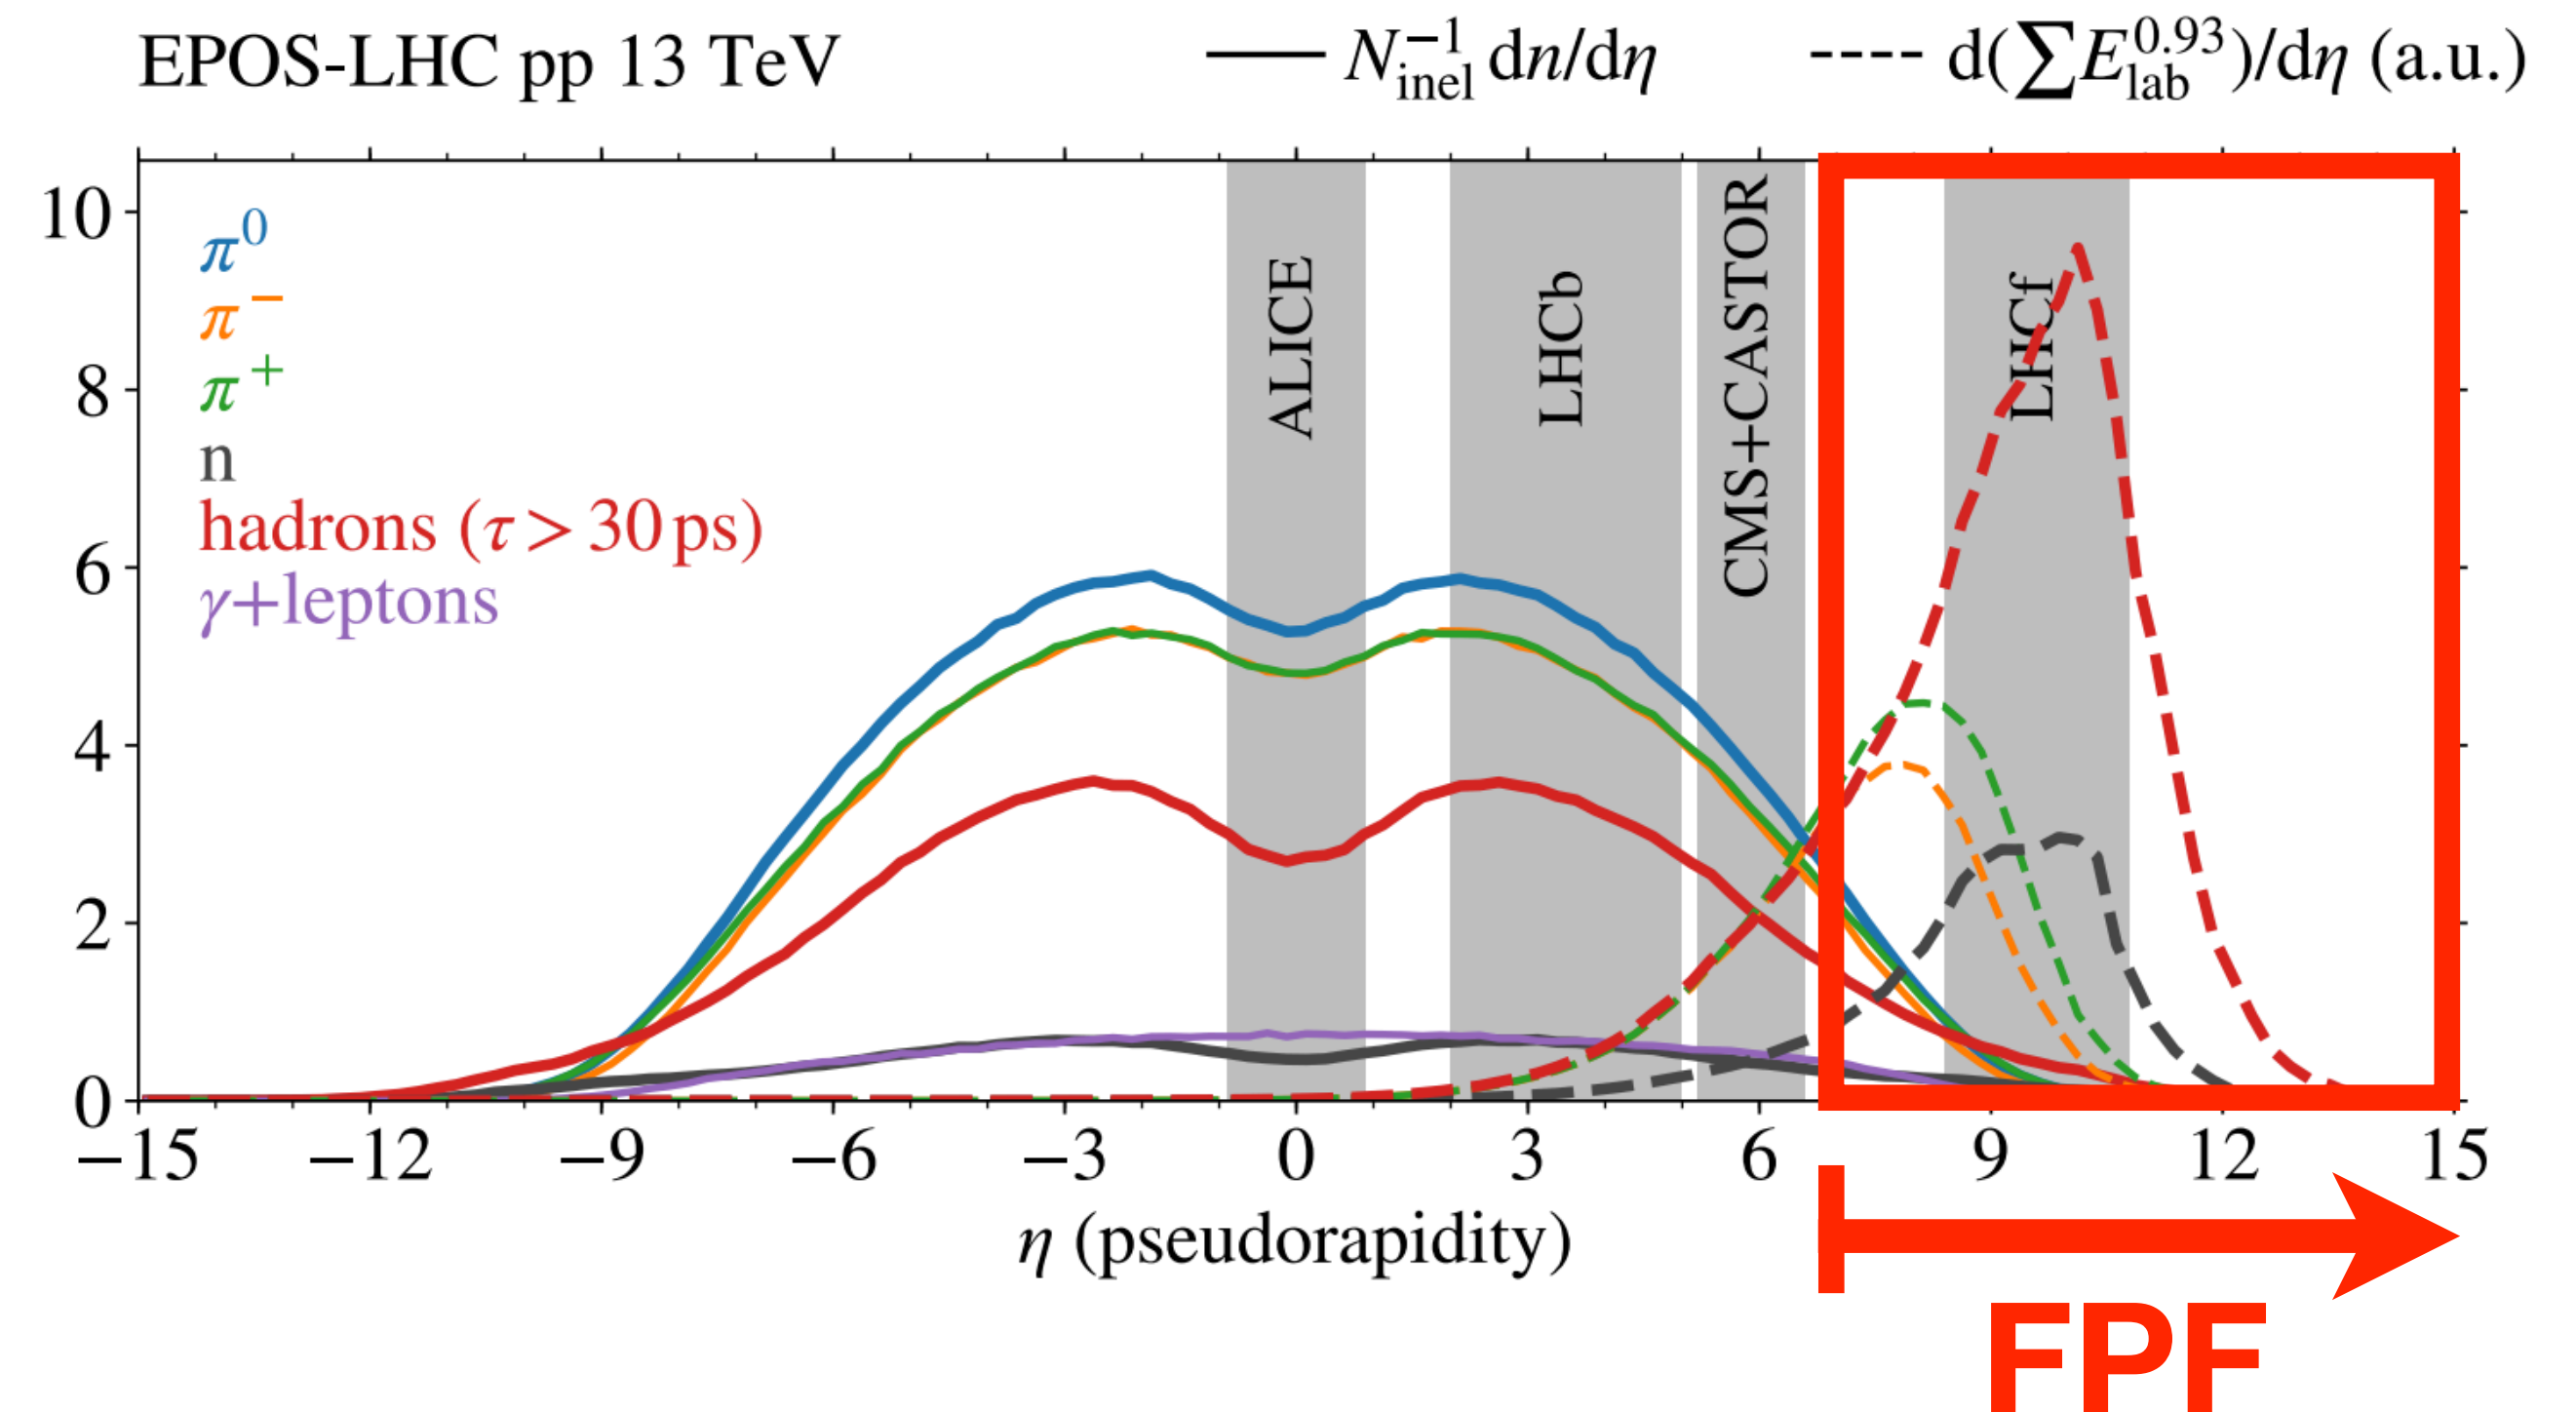 EPOS-LHC pp 13 TeV
N_inel^−1 dn/dη
d(∑E_lab^0.93)/dη (a.u.)
10
8
6
4
2
0
π^0
π^−
π^+
n
hadrons (τ > 30 ps)
γ+leptons
ALICE
LHCb
CMS+CASTOR
LHCf
−15 −12 −9 −6 −3 0 3 6 9 12 15
η (pseudorapidity)
FPF